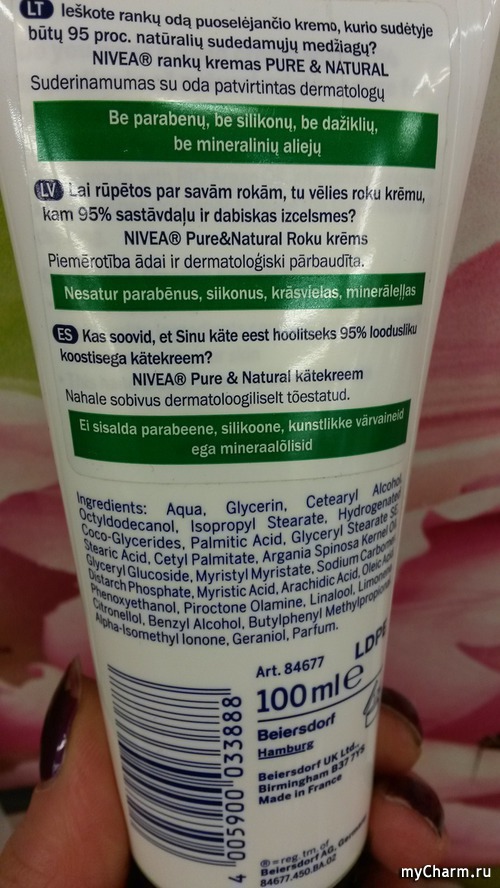 LT Ieškote rankų odą puoselėjančio kremo, kurio sudėtyje
būtų 95 proc. natūralių sudedamųjų medžiagų?
NIVEA® rankų kremas PURE & NATURAL
Suderinamumas su oda patvirtintas dermatologų
Be parabenų, be silikonų, be dažiklių,
be mineralinių aliejų
LV Lai rūpētos par savām rokām, tu vēlies roku krēmu,
kam 95% sastāvdaļu ir dabiskas izcelsmes?
NIVEA® Pure&Natural Roku krēms
Piemērotība ādai ir dermatoloģiski pārbaudīta.
Nesatur parabēnus, siikonus, krāsvielas, minerāleļļas
ES Kas soovid, et Sinu käte eest hoolitseks 95% loodusliku
koostisega kätekreem?
NIVEA® Pure & Natural kätekreem
Nahale sobivus dermatoloogiliselt tõestatud.
Ei sisalda parabeene, silikoone, kunstlikke värvaineid
ega mineraalõlisid
Ingredients: Aqua, Glycerin, Cetearyl Alcohol,
Octyldodecanol, Isopropyl Stearate, Hydrogenated
Coco-Glycerides, Palmitic Acid, Glyceryl Stearate SE,
Stearic Acid, Cetyl Palmitate, Argania Spinosa Kernel Oil,
Glyceryl Glucoside, Myristyl Myristate, Sodium Carbomer,
Distarch Phosphate, Myristic Acid, Arachidic Acid, Oleic Acid,
Phenoxyethanol, Piroctone Olamine, Linalool, Limonene,
Citronellol, Benzyl Alcohol, Butylphenyl Methylpropional,
Alpha-Isomethyl Ionone, Geraniol, Parfum.
LDPE
Art. 84677
100 ml e
Beiersdorf
Hamburg
Beiersdorf UK Ltd.
Birmingham B37 7YS
Made in France
4 005900 033888
® = reg. tm. of
Beiersdorf AG, Germany
84677.450.BA.02
myCharm.ru